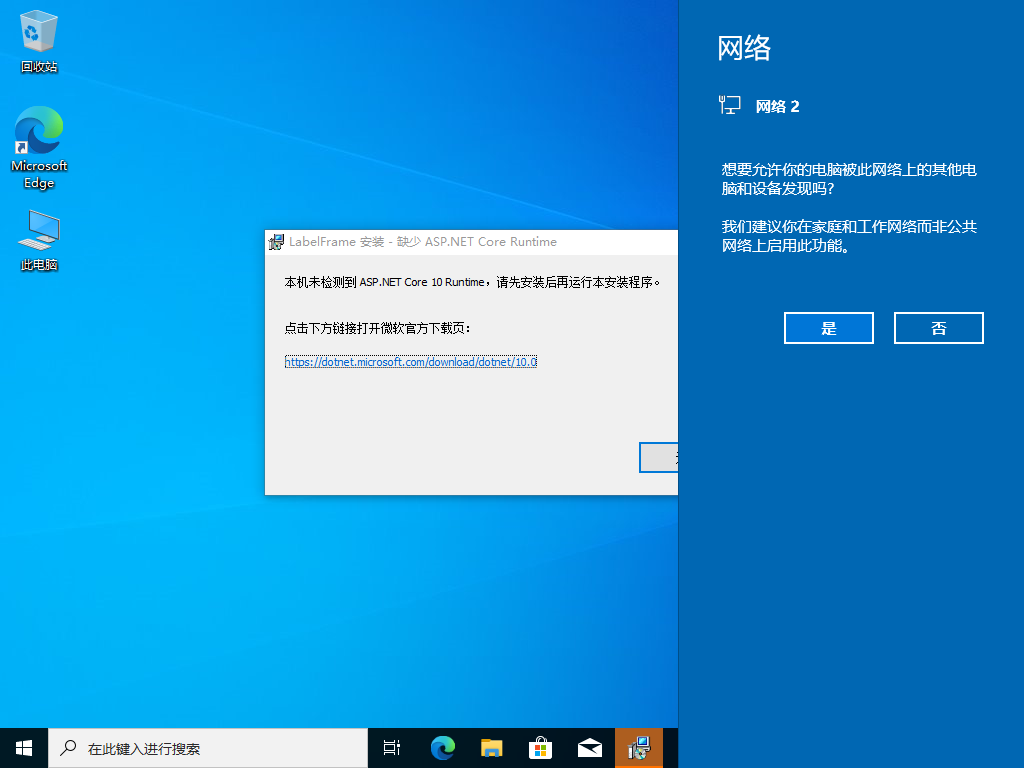 回收站
Microsoft
Edge
此电脑
LabelFrame 安装 - 缺少 ASP.NET Core Runtime
本机未检测到 ASP.NET Core 10 Runtime，请先安装后再运行本安装程序。
点击下方链接打开微软官方下载页：
https://dotnet.microsoft.com/download/dotnet/10.0
网络
网络 2
想要允许你的电脑被此网络上的其他电
脑和设备发现吗?
我们建议你在家庭和工作网络而非公共
网络上启用此功能。
是
否
在此键入进行搜索